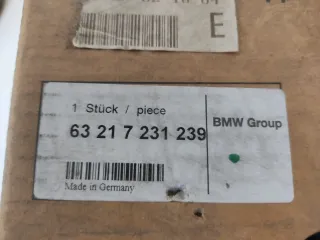 E
1 Stück / piece
63 21 7 231 239
BMW Group
Made in Germany